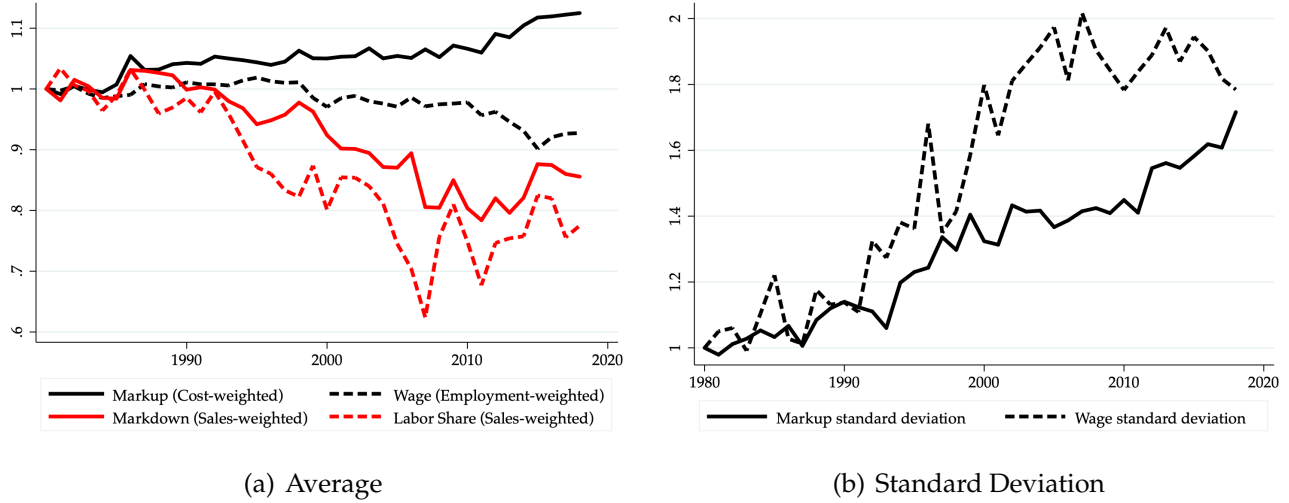 1.1
1
.9
.8
.7
.6
1990
2000
2010
2020
Markup (Cost-weighted)
Wage (Employment-weighted)
Markdown (Sales-weighted)
Labor Share (Sales-weighted)
(a) Average
2
1.8
1.6
1.4
1.2
1
1980
1990
2000
2010
2020
Markup standard deviation
Wage standard deviation
(b) Standard Deviation